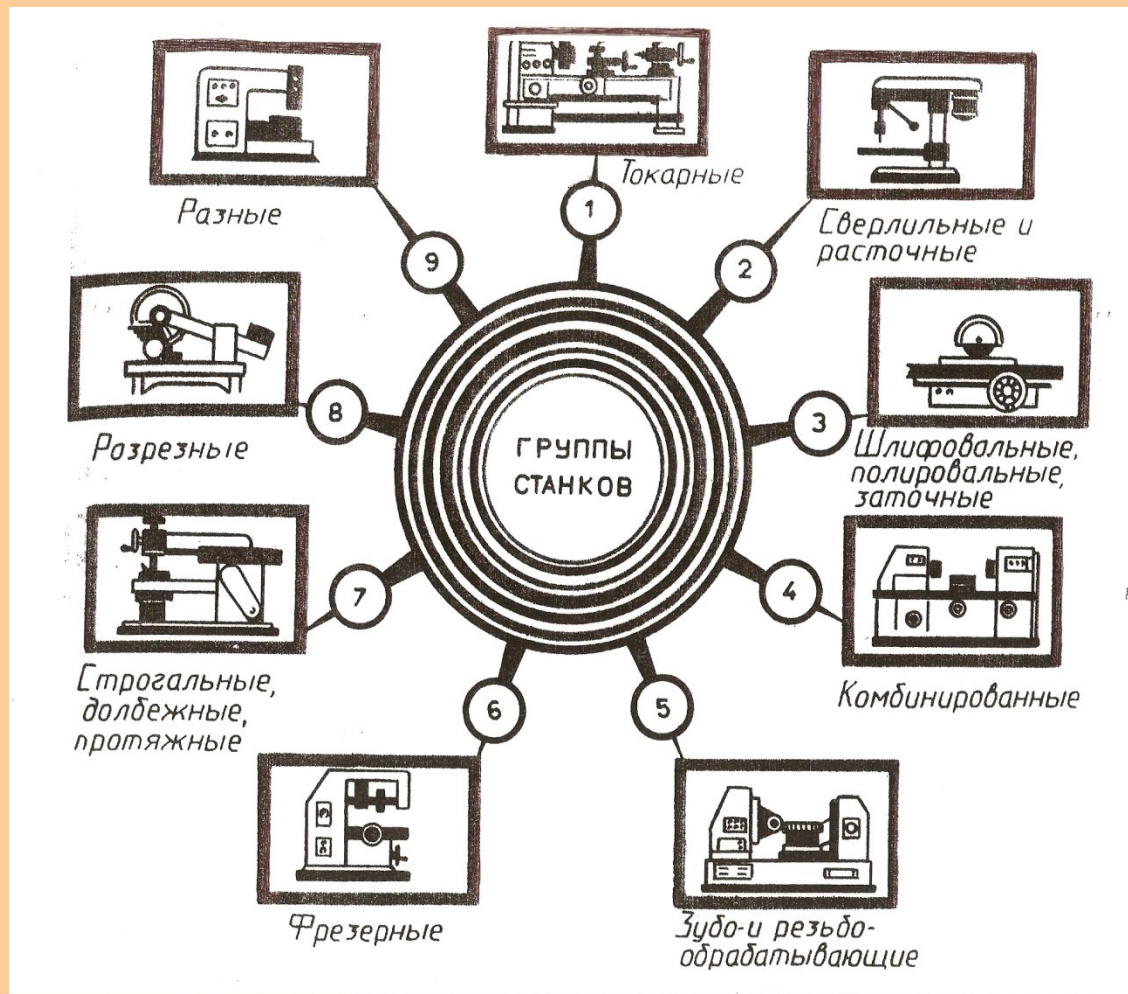 ГРУППЫ
СТАНКОВ
1
Токарные
2
Сверлильные и
расточные
3
Шлифовальные,
полировальные,
заточные
4
Комбинированные
5
Зубо-и резьбо-
обрабатывающие
6
Фрезерные
7
Строгальные,
долбежные,
протяжные
8
Разрезные
9
Разные